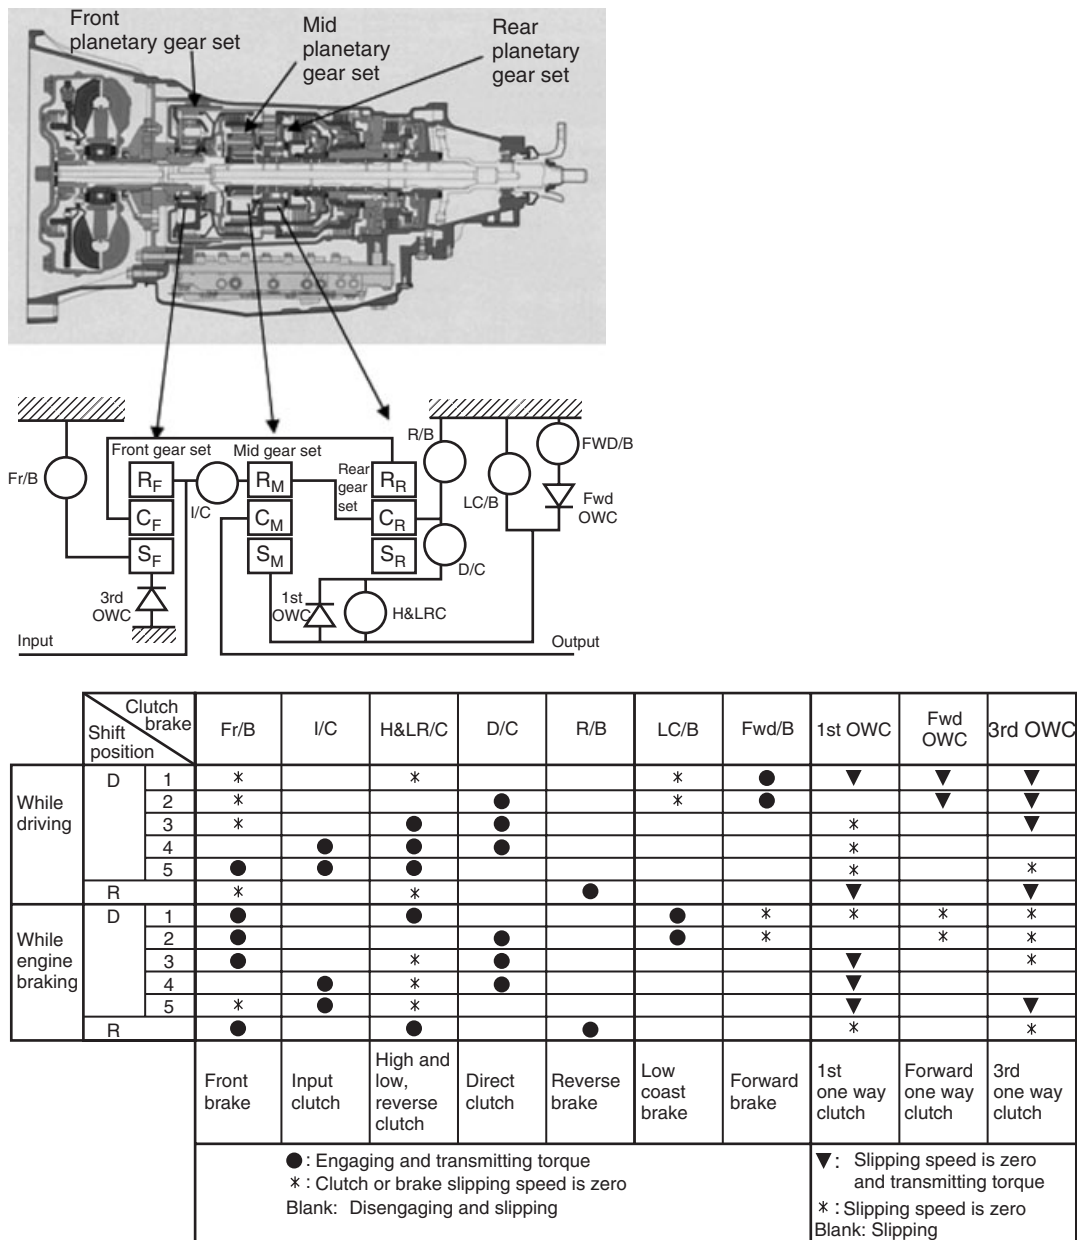 Front
planetary gear set
Mid
planetary
gear set
Rear
planetary
gear set
R/B
FWD/B
Fr/B
Front gear set
Mid gear set
Rear
gear
set
R_F
I/C
R_M
R_R
LC/B
Fwd
OWC
C_F
C_M
C_R
S_F
S_M
S_R
D/C
3rd
OWC
1st
OWC
H&LRC
Input
Output
Clutch
brake
Shift
position
Fr/B I/C H&LR/C D/C R/B LC/B Fwd/B 1st OWC Fwd OWC 3rd OWC
While
driving
D 1 * * * ● ▼ ▼ ▼
2 * ● * ● ▼ ▼
3 * ● ● * ▼
4 ● ● ● *
5 ● ● ● * *
R * * ● ▼ ▼
While
engine
braking
D 1 ● ● ● * * * *
2 ● ● ● * * *
3 ● * ● ▼ *
4 ● * ● ▼
5 * ● * ▼ ▼
R ● ● ● * *
Front
brake
Input
clutch
High and
low,
reverse
clutch
Direct
clutch
Reverse
brake
Low
coast
brake
Forward
brake
1st
one way
clutch
Forward
one way
clutch
3rd
one way
clutch
●: Engaging and transmitting torque
* : Clutch or brake slipping speed is zero
Blank: Disengaging and slipping
▼: Slipping speed is zero
and transmitting torque
* : Slipping speed is zero
Blank: Slipping